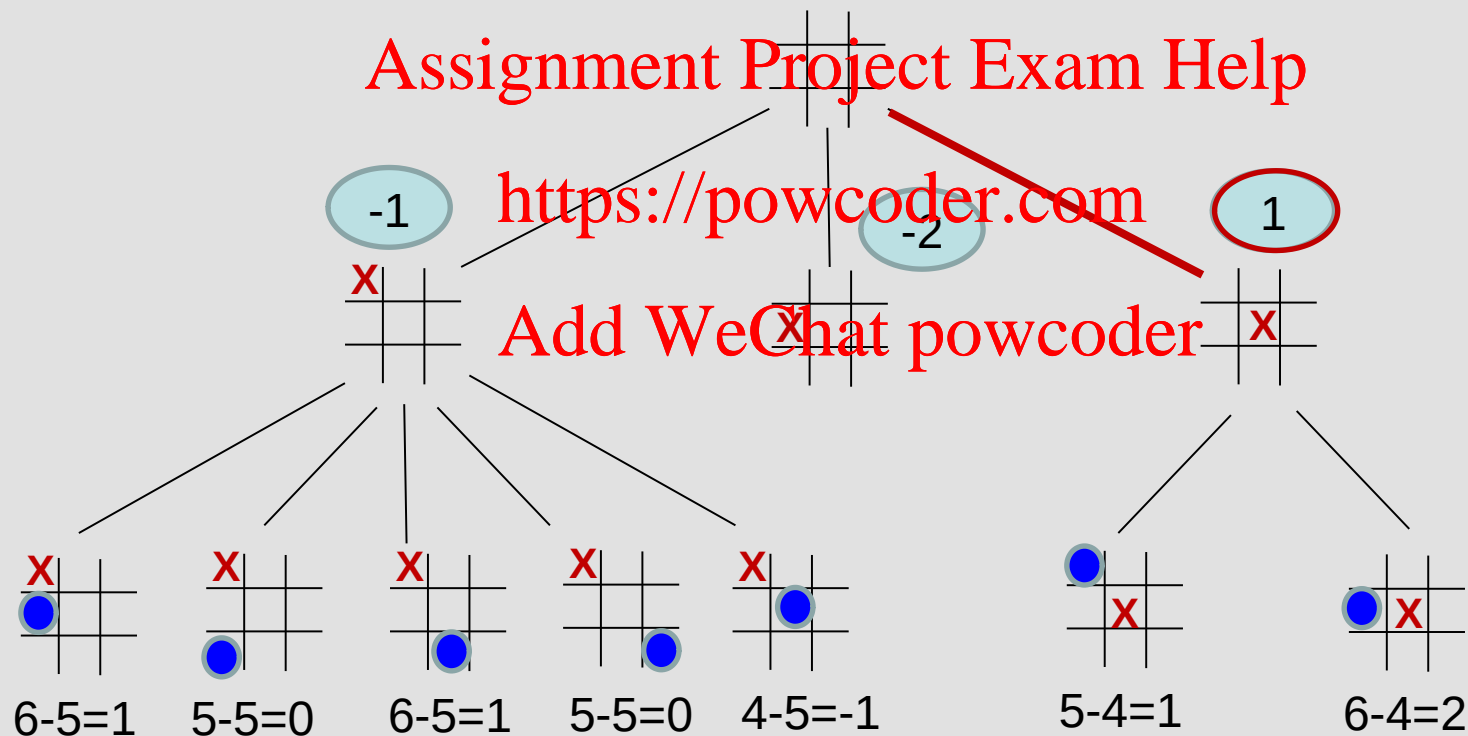 Assignment Project Exam Help
https://powcoder.com
-1
-2
1
X
Add WeChat powcoder
X
X
X
X
X
X
X
X
X
6-5=1
5-5=0
6-5=1
5-5=0
4-5=-1
5-4=1
6-4=2